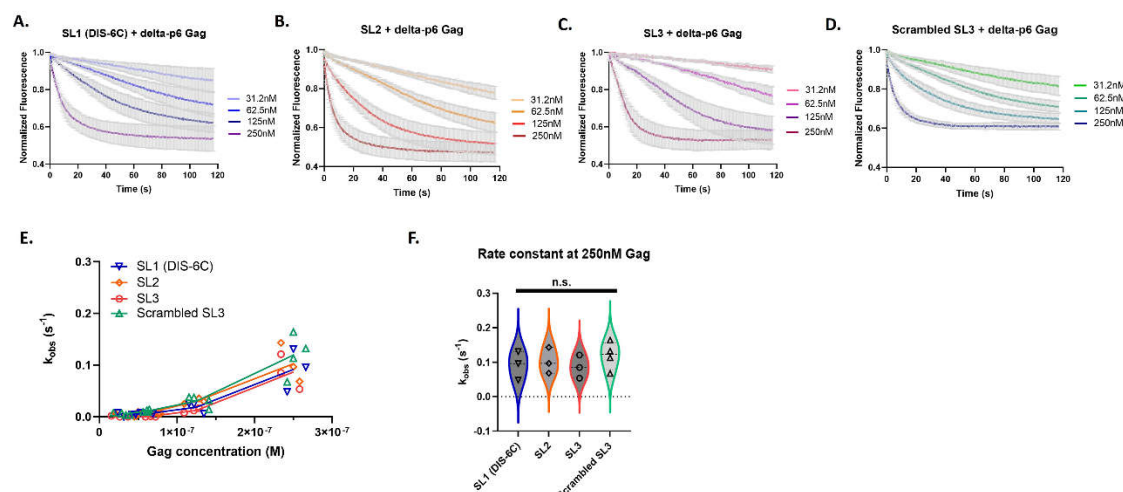 A.
SL1 (DIS-6C) + delta-p6 Gag
Normalized Fluorescence
1.0
0.8
0.6
0.4
0 20 40 60 80 100 120
Time (s)
31.2nM
62.5nM
125nM
250nM
B.
SL2 + delta-p6 Gag
Normalized Fluorescence
1.0
0.8
0.6
0.4
0 20 40 60 80 100 120
Time (s)
31.2nM
62.5nM
125nM
250nM
C.
SL3 + delta-p6 Gag
Normalized Fluorescence
1.0
0.8
0.6
0.4
0 20 40 60 80 100 120
Time (s)
31.2nM
62.5nM
125nM
250nM
D.
Scrambled SL3 + delta-p6 Gag
Normalized Fluorescence
1.0
0.8
0.6
0.4
0 20 40 60 80 100 120
Time (s)
31.2nM
62.5nM
125nM
250nM
E.
SL1 (DIS-6C)
SL2
SL3
Scrambled SL3
kobs (s-1)
0.3
0.2
0.1
0.0
0 1×10-7 2×10-7 3×10-7
Gag concentration (M)
F.
Rate constant at 250nM Gag
n.s.
kobs (s-1)
0.3
0.2
0.1
0.0
-0.1
SL1 (DIS-6C)
SL2
SL3
Scrambled SL3